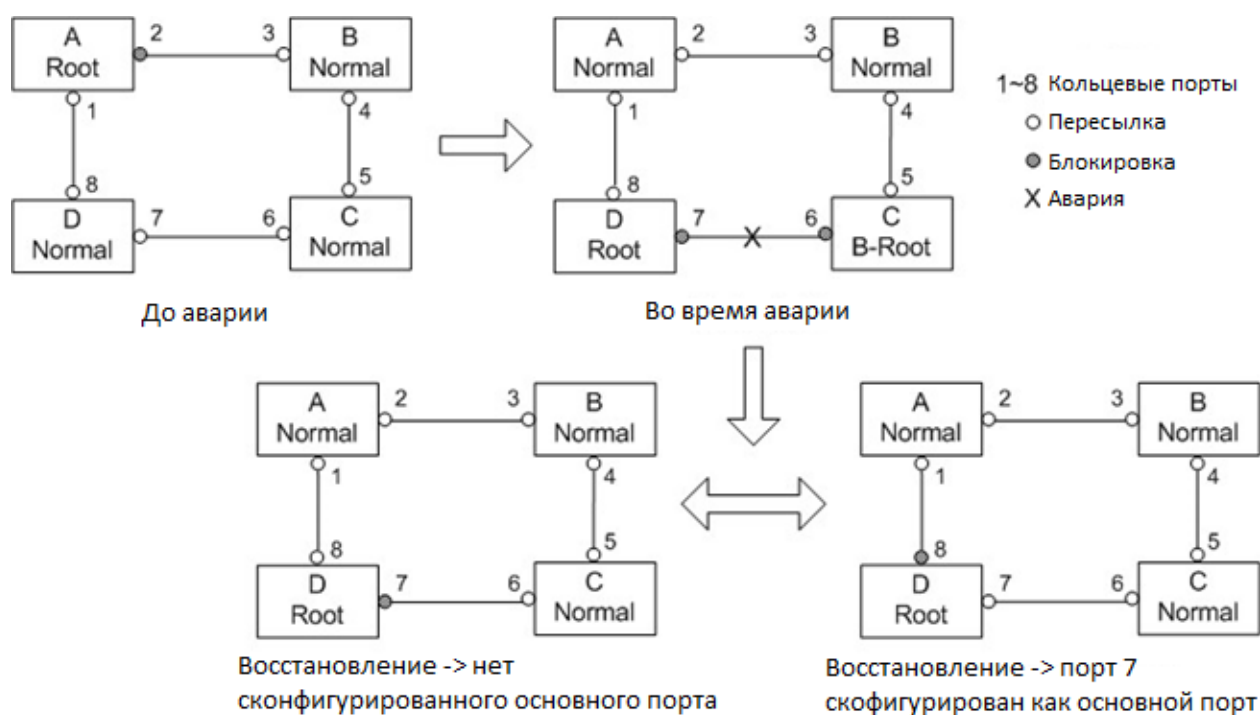 A
Root
2
3
B
Normal
1
4
8
5
D
Normal
7
6
C
Normal
До аварии
A
Normal
2
3
B
Normal
1
4
8
5
D
Root
7
X
6
C
B-Root
Во время аварии
1~8 Кольцевые порты
Пересылка
Блокировка
X Авария
A
Normal
2
3
B
Normal
1
4
8
5
D
Root
7
6
C
Normal
Восстановление -> нет
сконфигурированного основного порта
A
Normal
2
3
B
Normal
1
4
8
5
D
Root
7
6
C
Normal
Восстановление -> порт 7
скофигурирован как основной порт